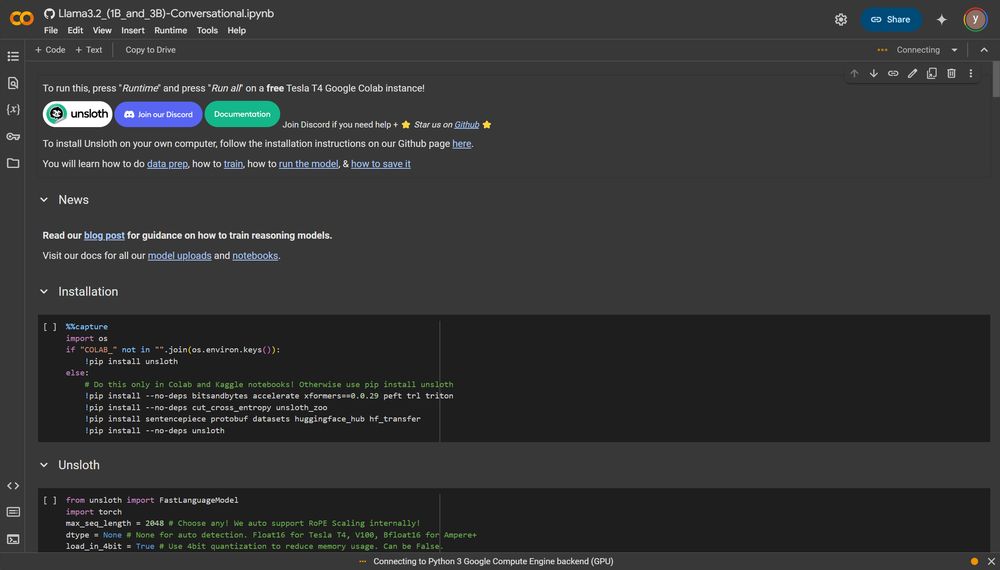 Llama3.2_(1B_and_3B)-Conversational.ipynb
File Edit View Insert Runtime Tools Help
Share
y
+ Code + Text Copy to Drive
Connecting
To run this, press "Runtime" and press "Run all" on a free Tesla T4 Google Colab instance!
unsloth Join our Discord Documentation Join Discord if you need help + ⭐ Star us on Github ⭐
To install Unsloth on your own computer, follow the installation instructions on our Github page here.
You will learn how to do data prep, how to train, how to run the model, & how to save it
News
Read our blog post for guidance on how to train reasoning models.
Visit our docs for all our model uploads and notebooks.
Installation
[ ] %%capture
import os
if "COLAB_" not in "".join(os.environ.keys()):
    !pip install unsloth
else:
    # Do this only in Colab and Kaggle notebooks! Otherwise use pip install unsloth
    !pip install --no-deps bitsandbytes accelerate xformers==0.0.29 peft trl triton
    !pip install --no-deps cut_cross_entropy unsloth_zoo
    !pip install sentencepiece protobuf datasets huggingface_hub hf_transfer
    !pip install --no-deps unsloth
Unsloth
[ ] from unsloth import FastLanguageModel
import torch
max_seq_length = 2048 # Choose any! We auto support RoPE Scaling internally!
dtype = None # None for auto detection. Float16 for Tesla T4, V100, Bfloat16 for Ampere+
load_in_4bit = True # Use 4bit quantization to reduce memory usage. Can be False.
Connecting to Python 3 Google Compute Engine backend (GPU)